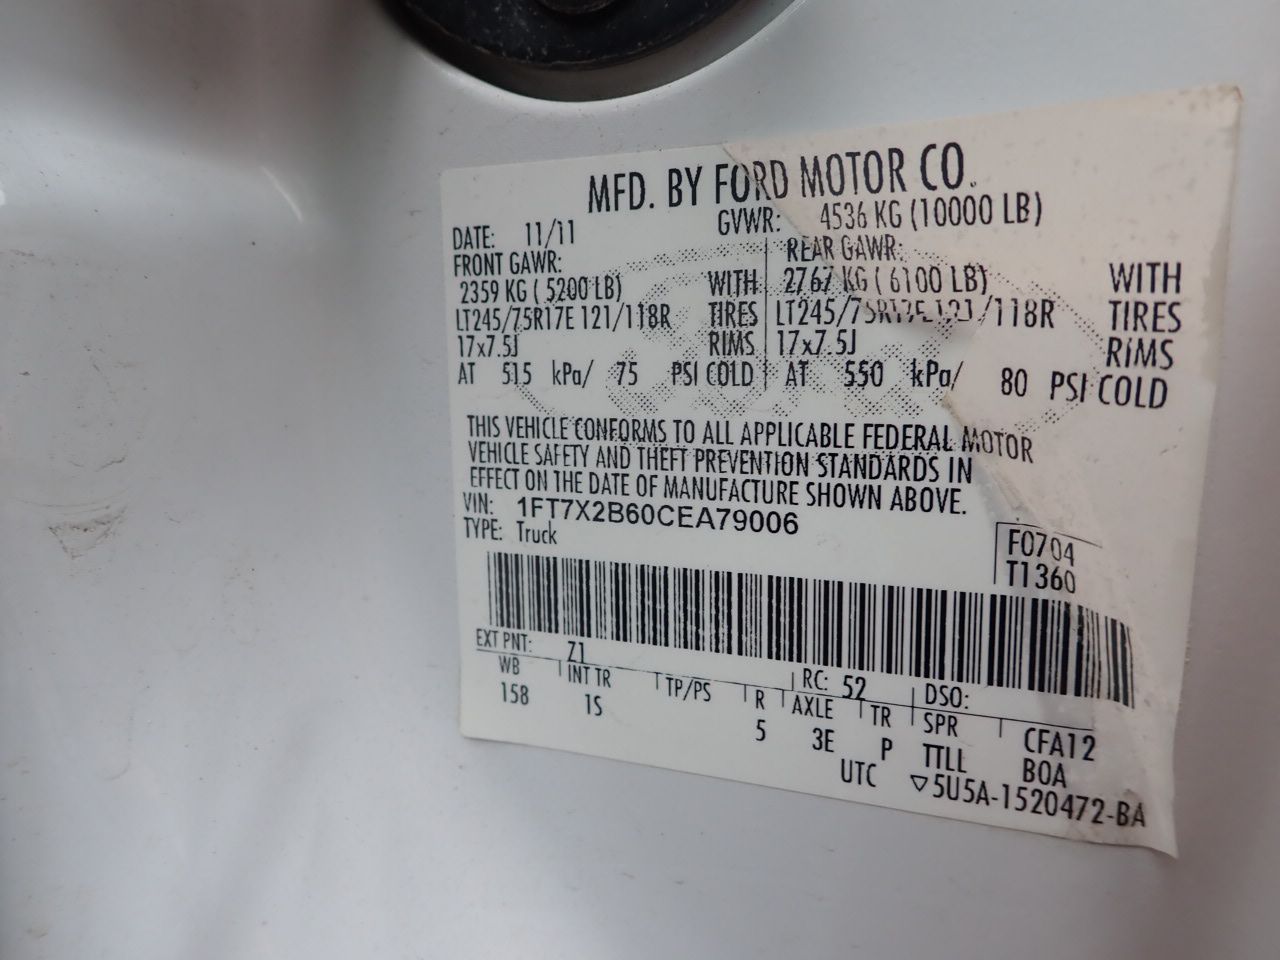 MFD. BY FORD MOTOR CO.
DATE: 11/11 GVWR: 4536 KG (10000 LB)
FRONT GAWR: REAR GAWR:
2359 KG ( 5200 LB) WITH 2767 KG ( 6100 LB) WITH
LT245/75R17E 121/118R TIRES LT245/75R17E 121/118R TIRES
17x7.5J RIMS 17x7.5J RIMS
AT 515 kPa/ 75 PSI COLD AT 550 kPa/ 80 PSI COLD
THIS VEHICLE CONFORMS TO ALL APPLICABLE FEDERAL MOTOR
VEHICLE SAFETY AND THEFT PREVENTION STANDARDS IN
EFFECT ON THE DATE OF MANUFACTURE SHOWN ABOVE.
VIN: 1FT7X2B60CEA79006
TYPE: Truck
F0704
T1360
EXT PNT: Z1 RC: 52 DSO:
WB INT TR TP/PS R AXLE TR SPR CFA12
158 1S 5 3E P TTLL BOA
UTC ▽5U5A-1520472-BA